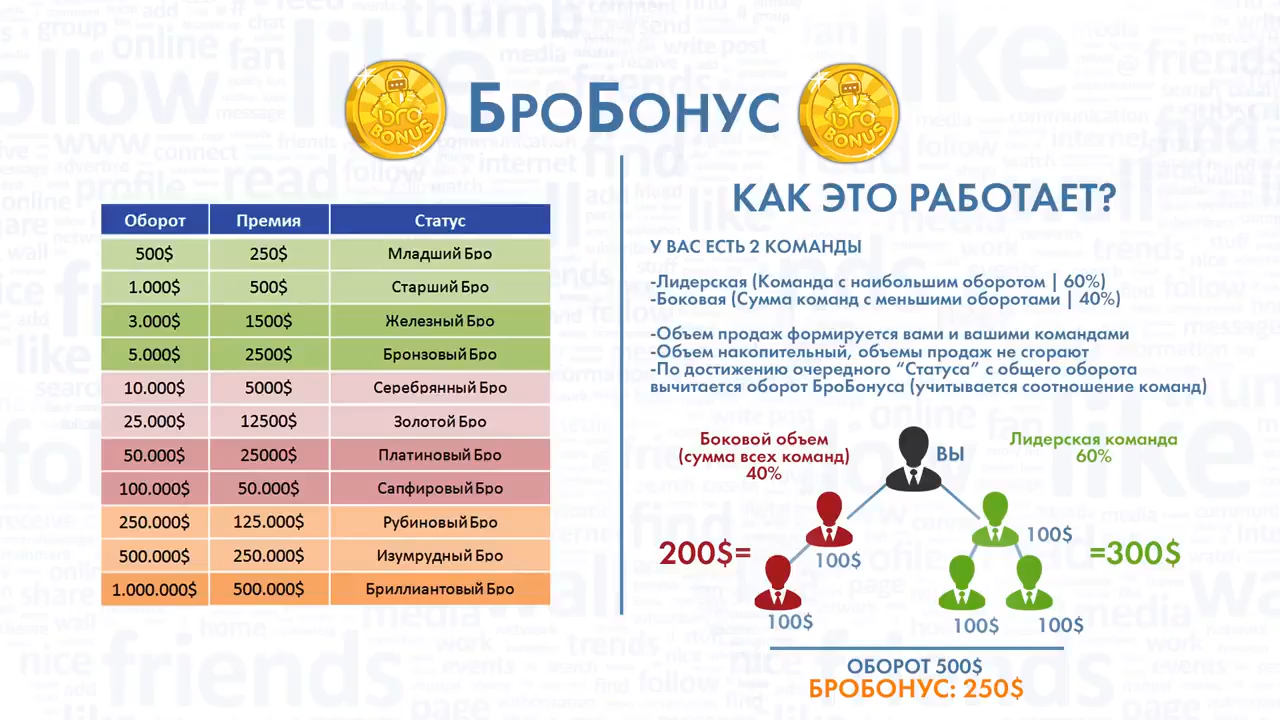 БроБонус
bro
BONUS
bro
BONUS
Оборот Премия Статус
500$ 250$ Младший Бро
1.000$ 500$ Старший Бро
3.000$ 1500$ Железный Бро
5.000$ 2500$ Бронзовый Бро
10.000$ 5000$ Серебрянный Бро
25.000$ 12500$ Золотой Бро
50.000$ 25000$ Платиновый Бро
100.000$ 50.000$ Сапфировый Бро
250.000$ 125.000$ Рубиновый Бро
500.000$ 250.000$ Изумрудный Бро
1.000.000$ 500.000$ Бриллиантовый Бро
КАК ЭТО РАБОТАЕТ?
У ВАС ЕСТЬ 2 КОМАНДЫ
-Лидерская (Команда с наибольшим оборотом | 60%)
-Боковая (Сумма команд с меньшими оборотами | 40%)
-Объем продаж формируется вами и вашими командами
-Объем накопительный, объемы продаж не сгорают
-По достижению очередного “Статуса” с общего оборота
вычитается оборот БроБонуса (учитывается соотношение команд)
Боковой объем
(сумма всех команд)
40%
ВЫ
Лидерская команда
60%
200$=
100$
100$
100$
=300$
100$
100$
ОБОРОТ 500$
БРОБОНУС: 250$